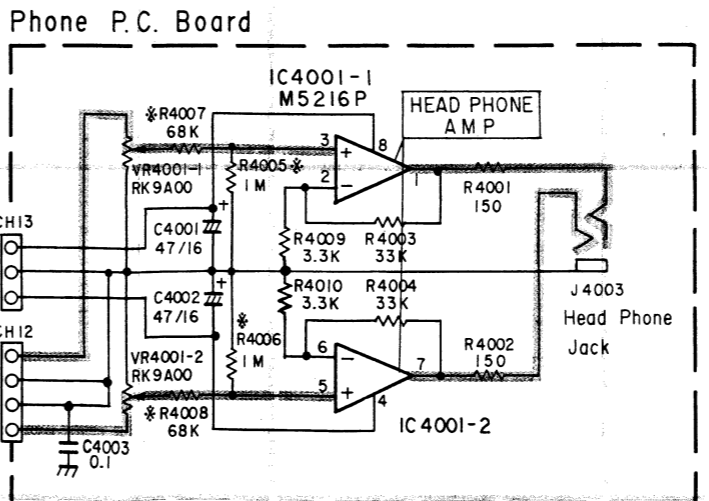 Phone P.C. Board
IC4001-1
M5216P
HEAD PHONE
AMP
※R4007
68K
3
+
8
2
−
1
VR4001-1
RK9A00
R4005※
1M
R4001
150
CH13
C4001
47/16
+
R4009
3.3K
R4003
33K
C4002
47/16
+
R4010
3.3K
R4004
33K
J4003
Head Phone
Jack
CH12
※
R4006
1M
VR4001-2
RK9A00
6
−
7
5
+
4
R4002
150
※R4008
68K
IC4001-2
C4003
0.1